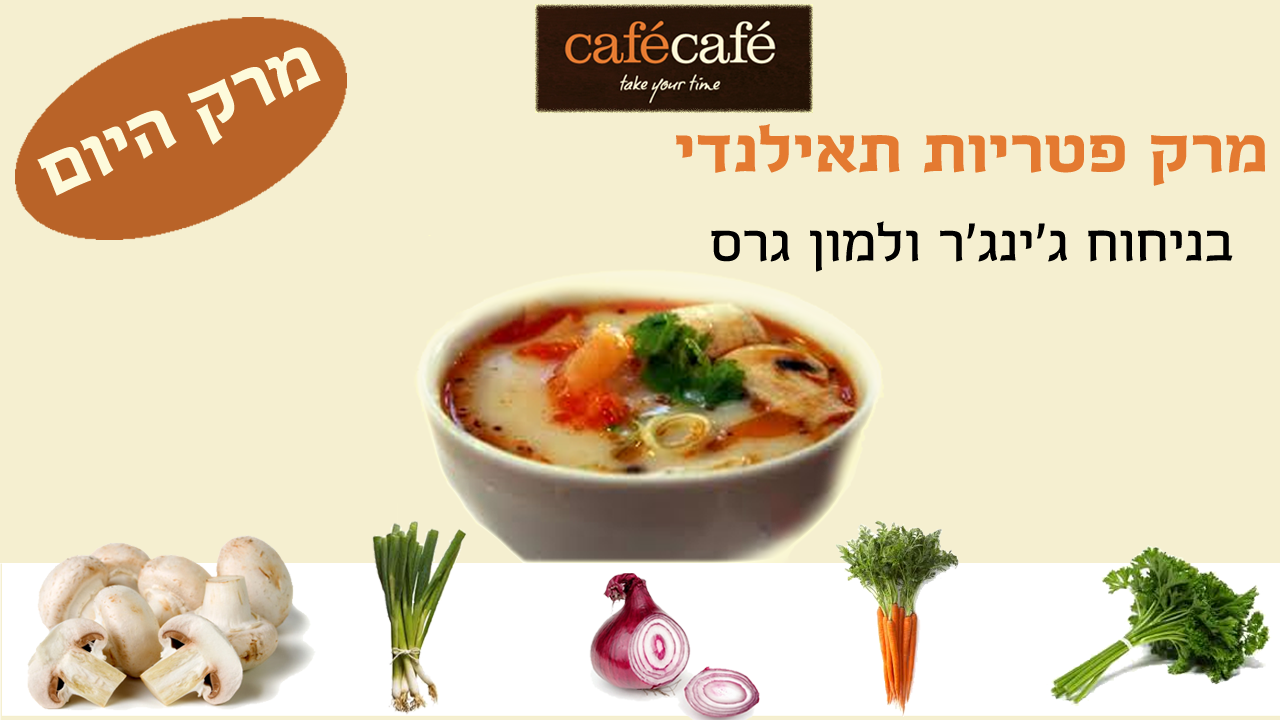 cafécafé
take your time
מרק היום
מרק פטריות תאילנדי
בניחוח ג'ינג'ר ולמון גרס